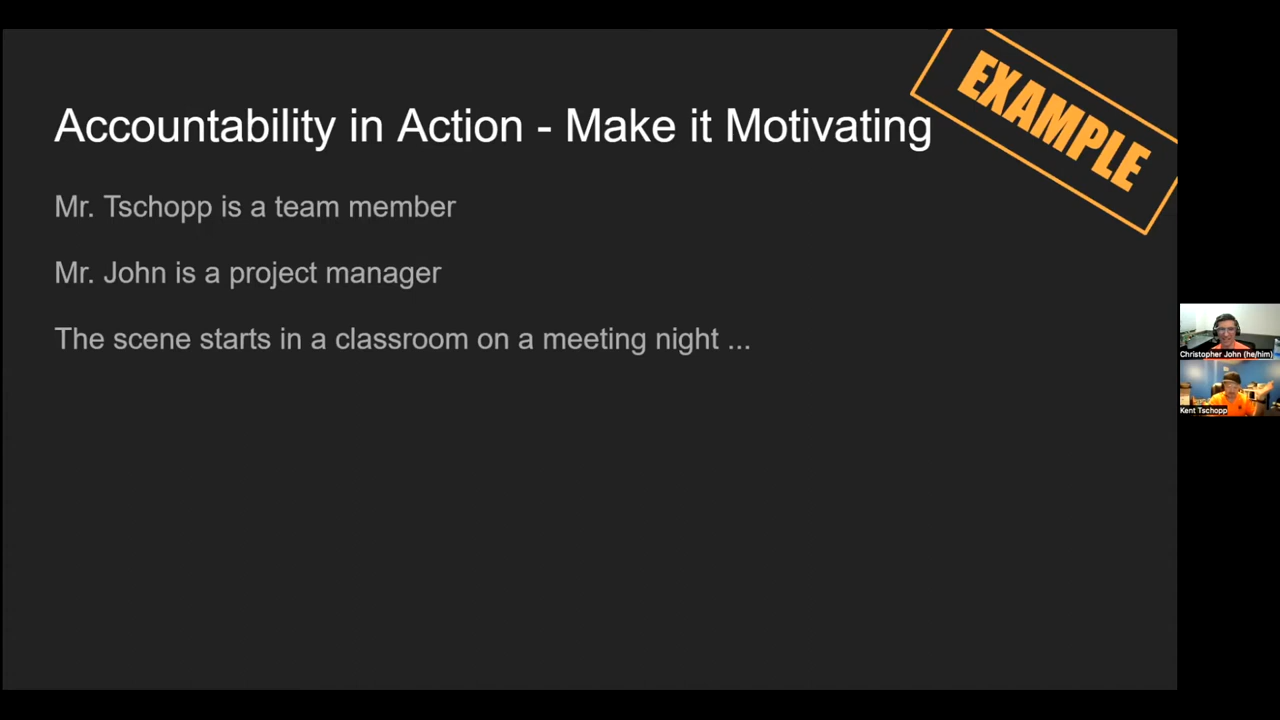 EXAMPLE
Accountability in Action - Make it Motivating
Mr. Tschopp is a team member
Mr. John is a project manager
The scene starts in a classroom on a meeting night ...
Christopher John (he/him)
Kent Tschopp